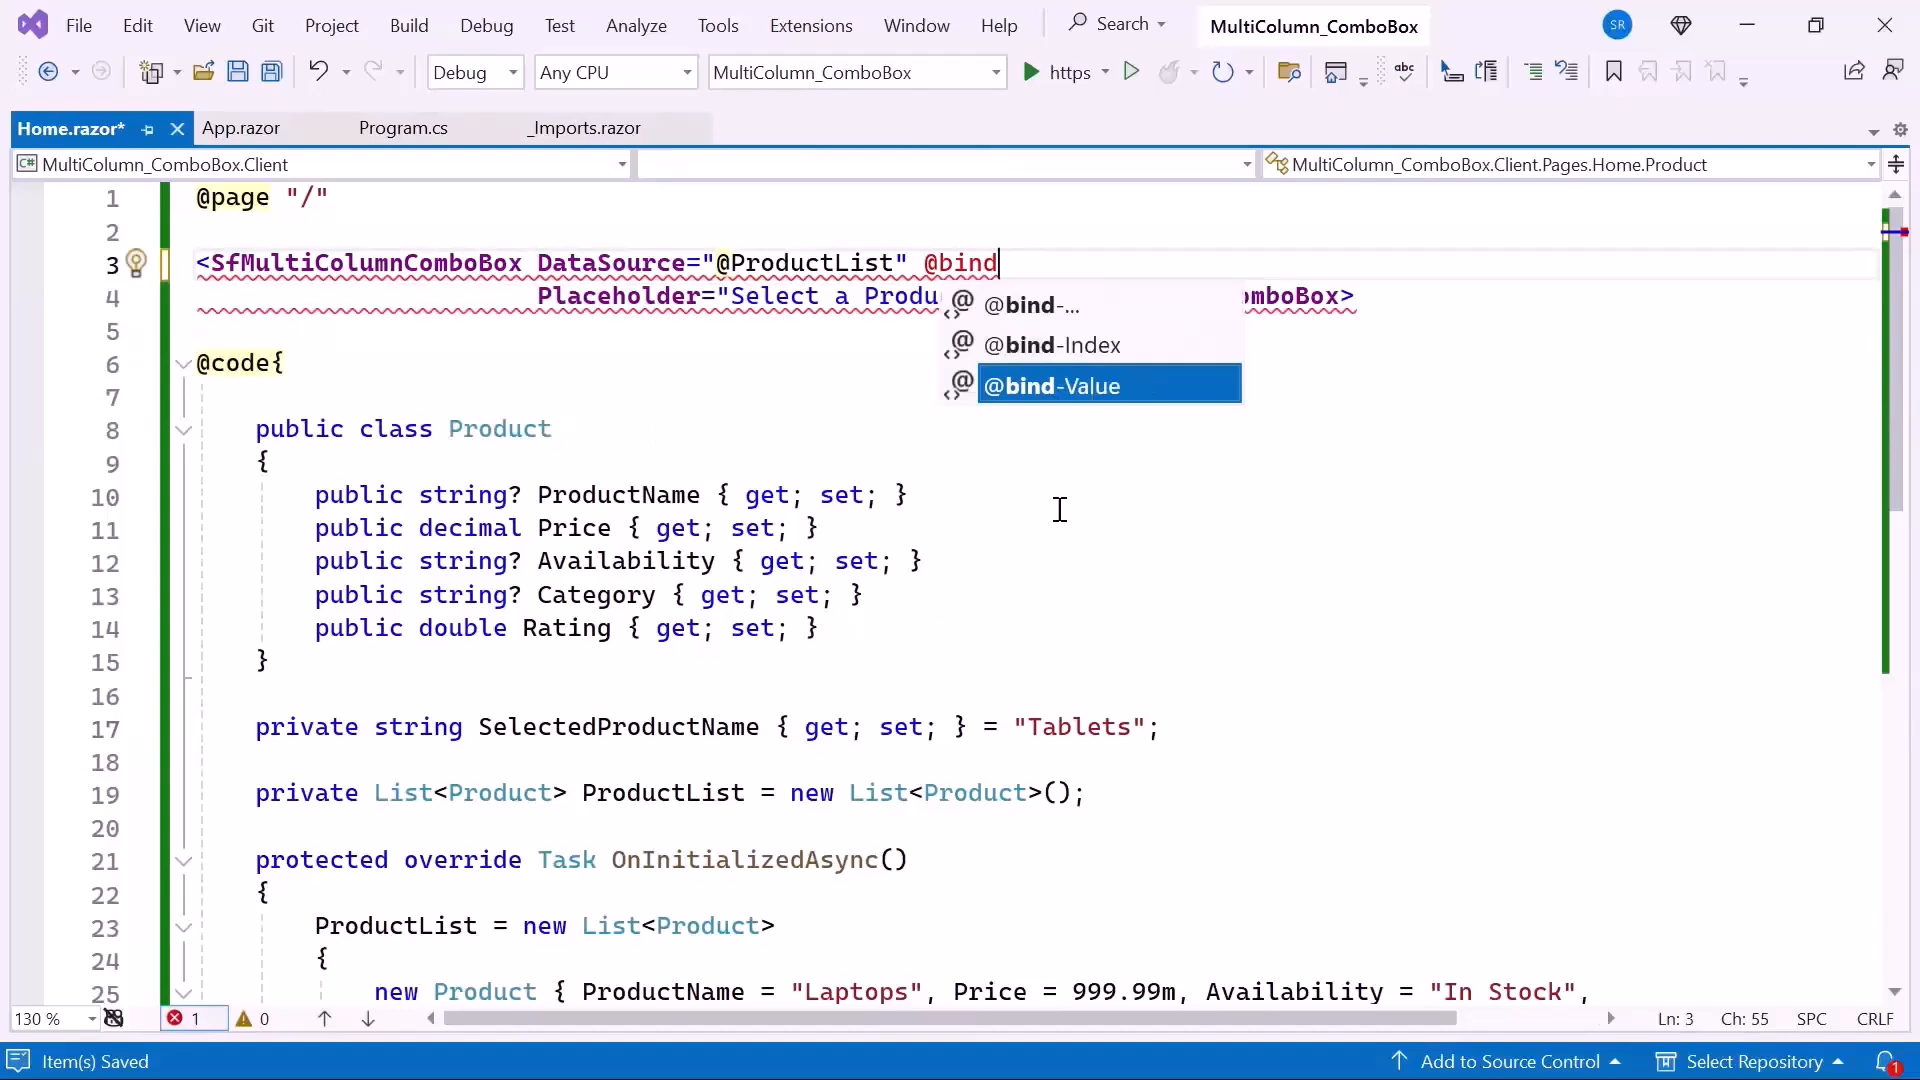 File Edit View Git Project Build Debug Test Analyze Tools Extensions Window Help Search MultiColumn_ComboBox SR
Debug Any CPU MultiColumn_ComboBox https abc
Home.razor* App.razor Program.cs _Imports.razor
C# MultiColumn_ComboBox.Client MultiColumn_ComboBox.Client.Pages.Home.Product
1 @page "/"
2
3 <SfMultiColumnComboBox DataSource="@ProductList" @bind
4 Placeholder="Select a Produ omboBox>
@bind-...
@bind-Index
@bind-Value
5
6 @code{
7
8 public class Product
9 {
10 public string? ProductName { get; set; }
11 public decimal Price { get; set; }
12 public string? Availability { get; set; }
13 public string? Category { get; set; }
14 public double Rating { get; set; }
15 }
16
17 private string SelectedProductName { get; set; } = "Tablets";
18
19 private List<Product> ProductList = new List<Product>();
20
21 protected override Task OnInitializedAsync()
22 {
23 ProductList = new List<Product>
24 {
25 new Product { ProductName = "Laptops", Price = 999.99m, Availability = "In Stock",
130 % 1 0 Ln: 3 Ch: 55 SPC CRLF
Item(s) Saved Add to Source Control Select Repository 1